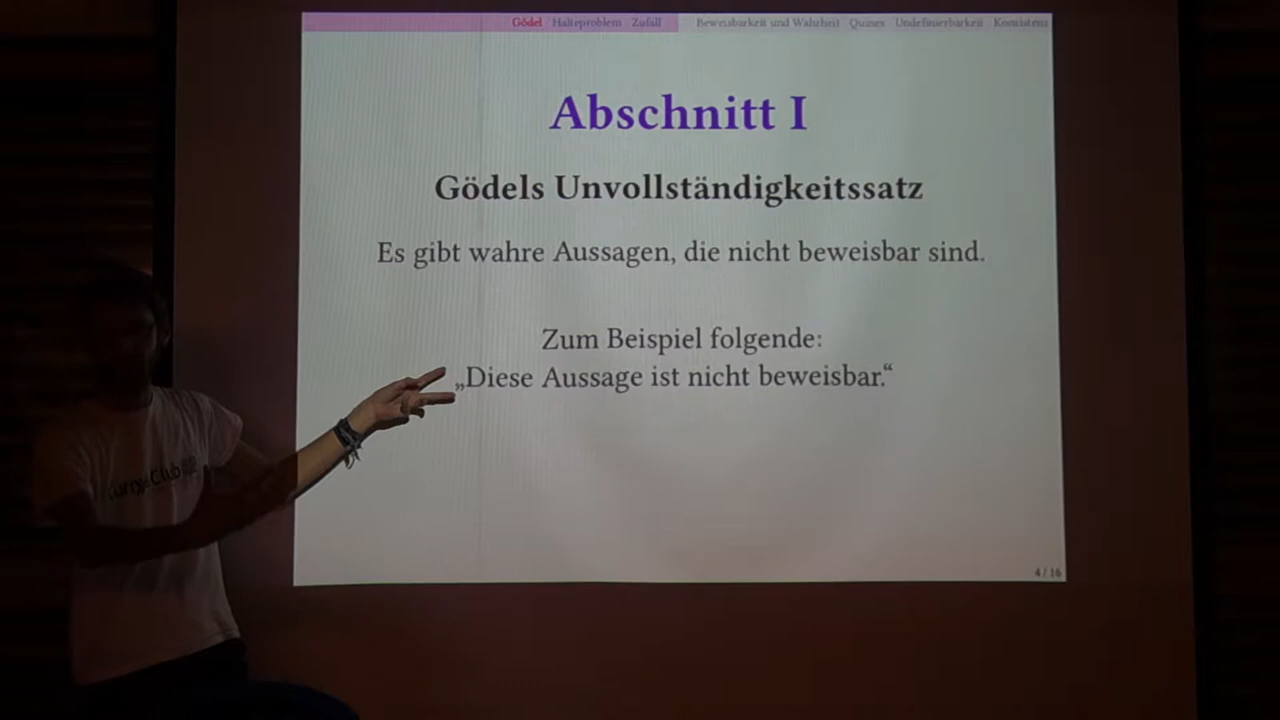 Gödel Halteproblem Zufall Beweisbarkeit und Wahrheit Quines Undefinierbarkeit Konsistenz
Abschnitt I
Gödels Unvollständigkeitssatz
Es gibt wahre Aussagen, die nicht beweisbar sind.
Zum Beispiel folgende:
„Diese Aussage ist nicht beweisbar.“
4 / 16